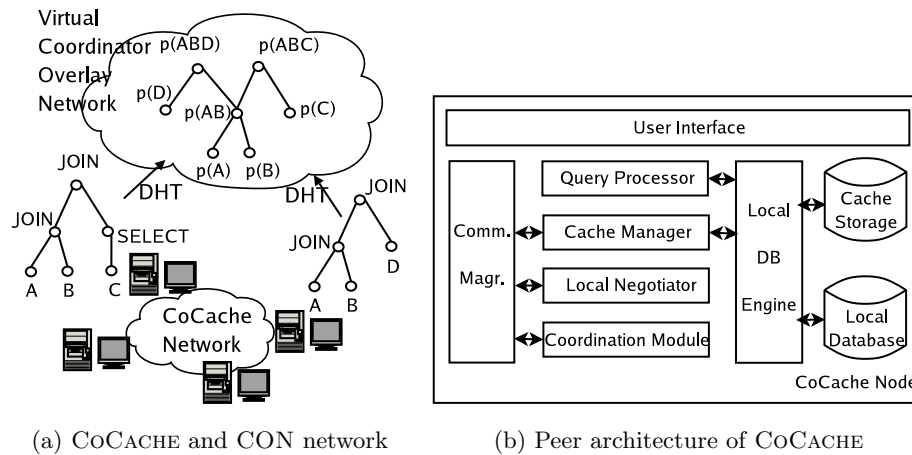 Virtual
Coordinator
Overlay
Network
p(ABD)
p(ABC)
p(D)
p(AB)
p(C)
p(A)
p(B)
JOIN
DHT
DHT
JOIN
JOIN
SELECT
JOIN
A
B
C
D
A
B
CoCache
Network
User Interface
Query Processor
Cache Manager
Local Negotiator
Coordination Module
Comm.
Magr.
Local
DB
Engine
Cache
Storage
Local
Database
CoCache Node
(a) COCACHE and CON network
(b) Peer architecture of COCACHE